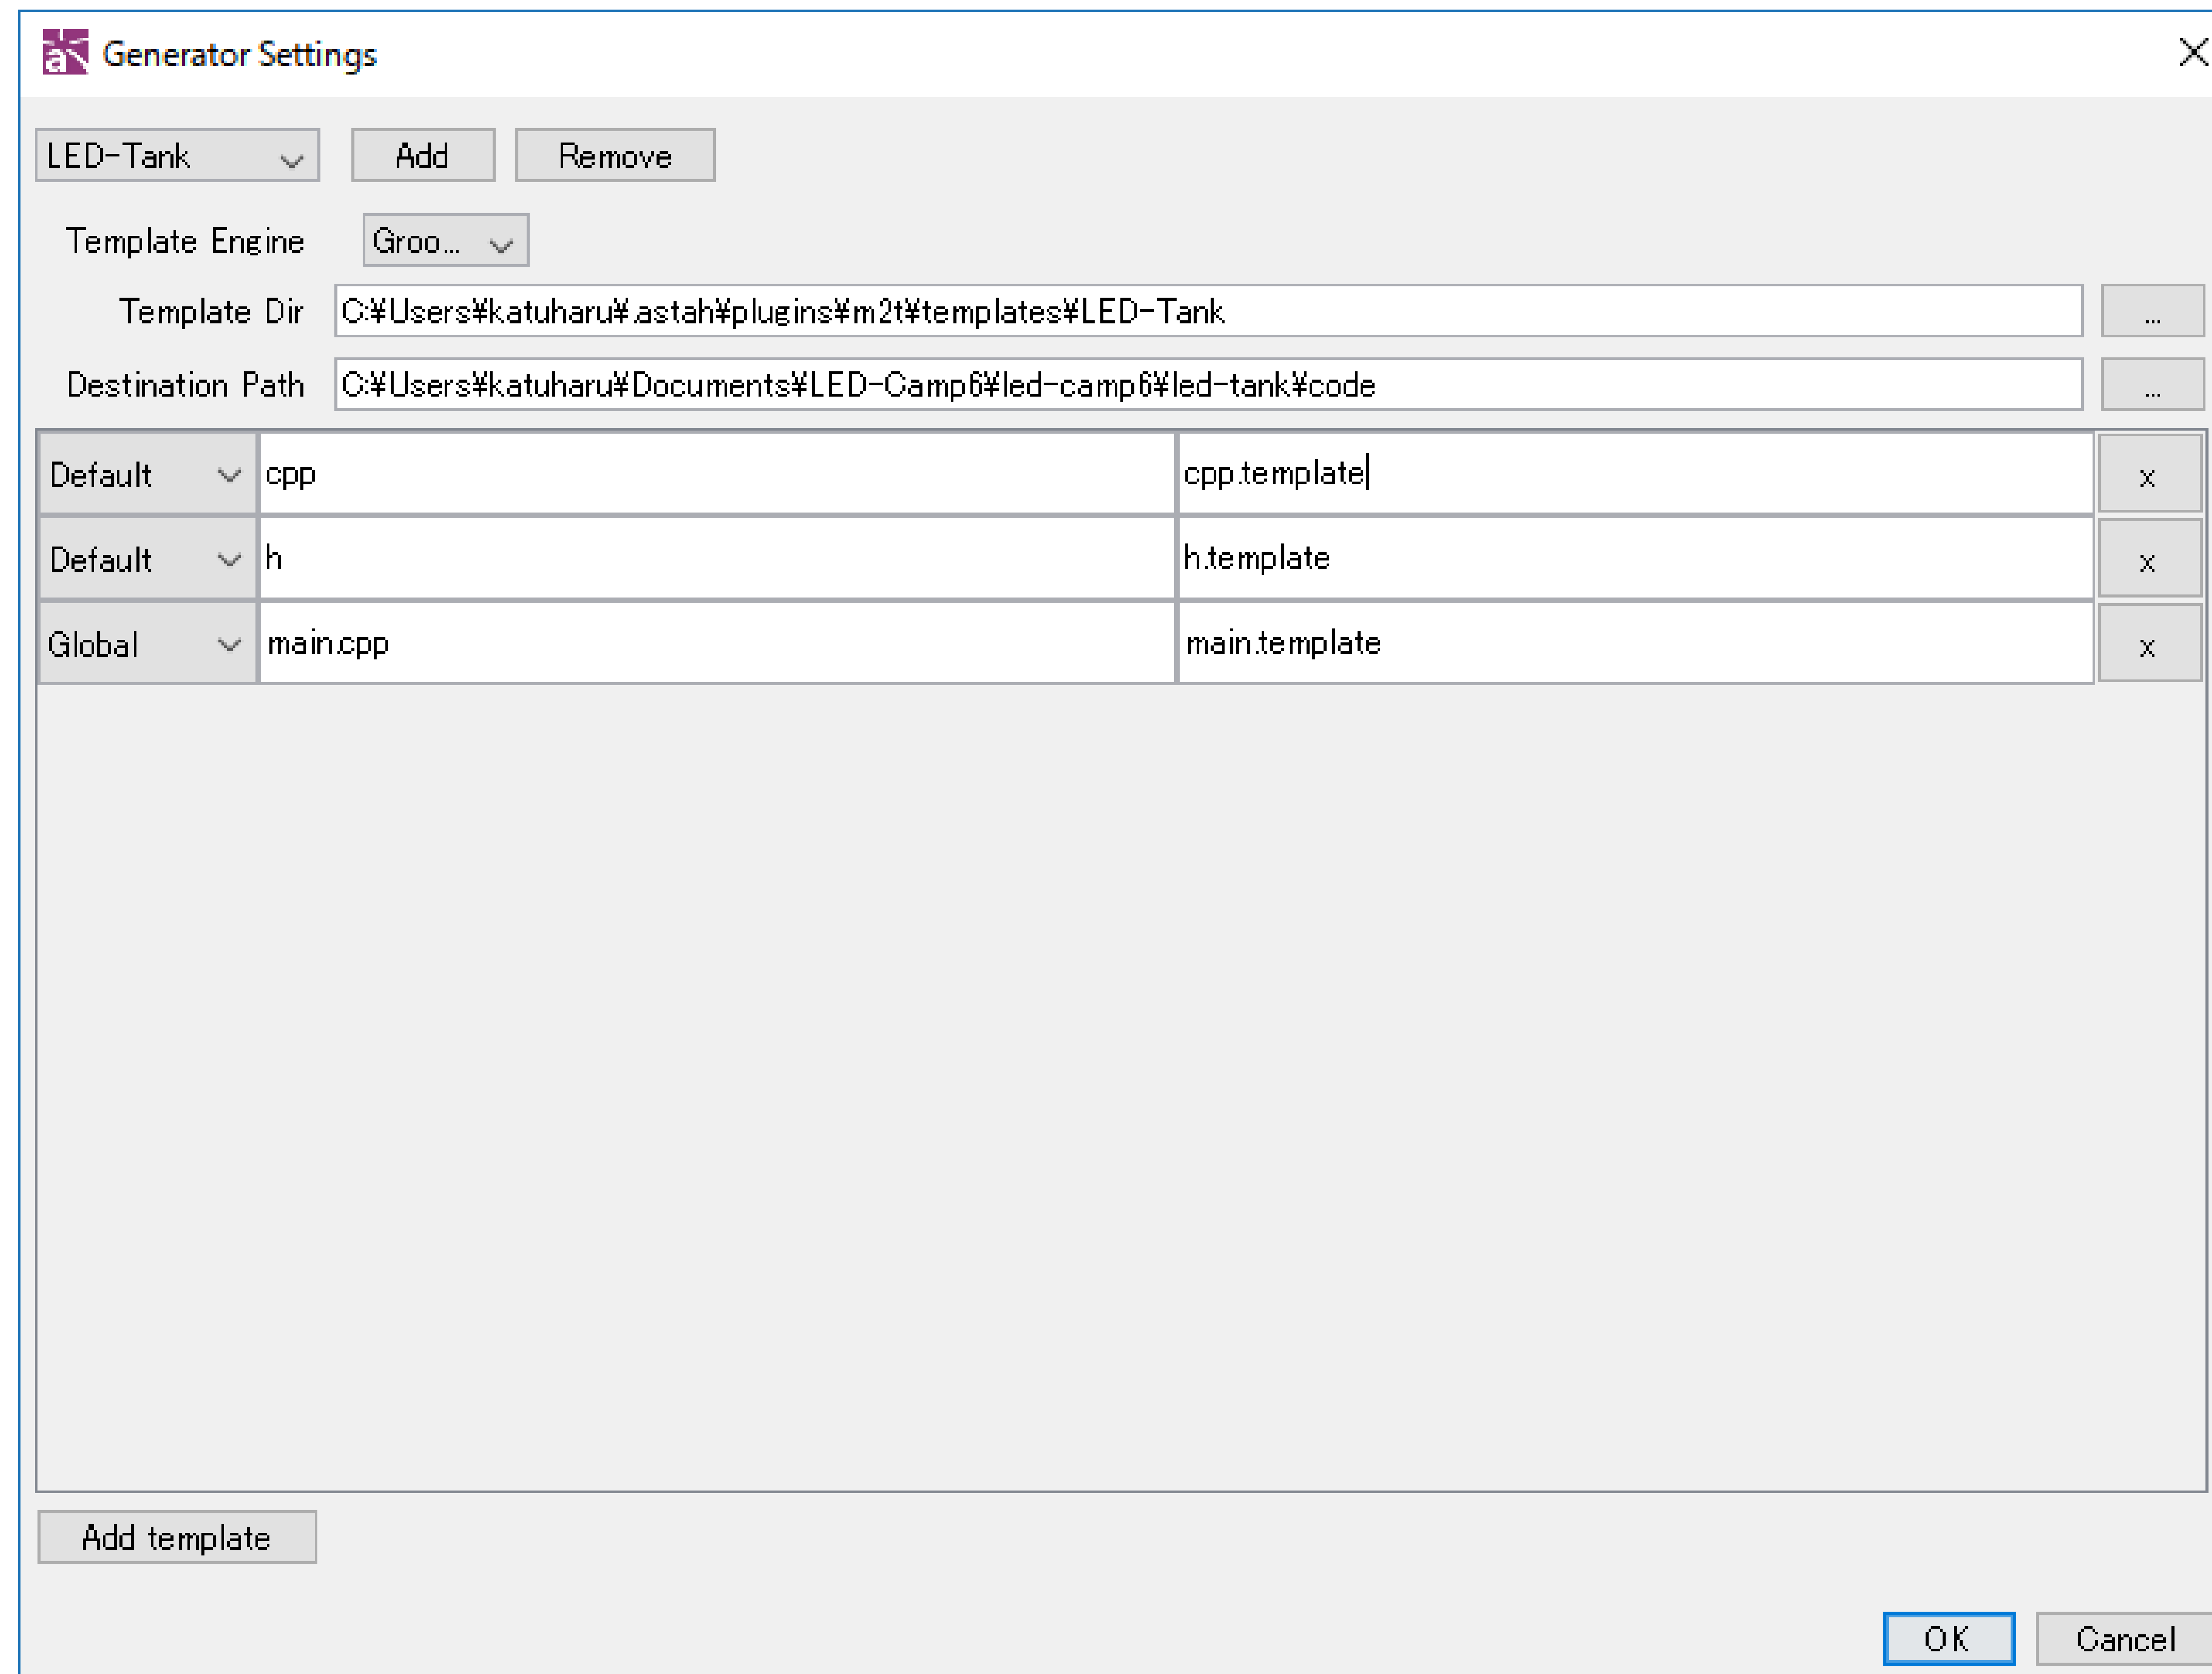 Generator Settings
LED-Tank Add Remove
Template Engine Groo...
Template Dir C:¥Users¥katuharu¥.astah¥plugins¥m2t¥templates¥LED-Tank ...
Destination Path C:¥Users¥katuharu¥Documents¥LED-Camp6¥led-camp6¥led-tank¥code ...
Default cpp cpp.template x
Default h h.template x
Global main.cpp main.template x
Add template
OK Cancel